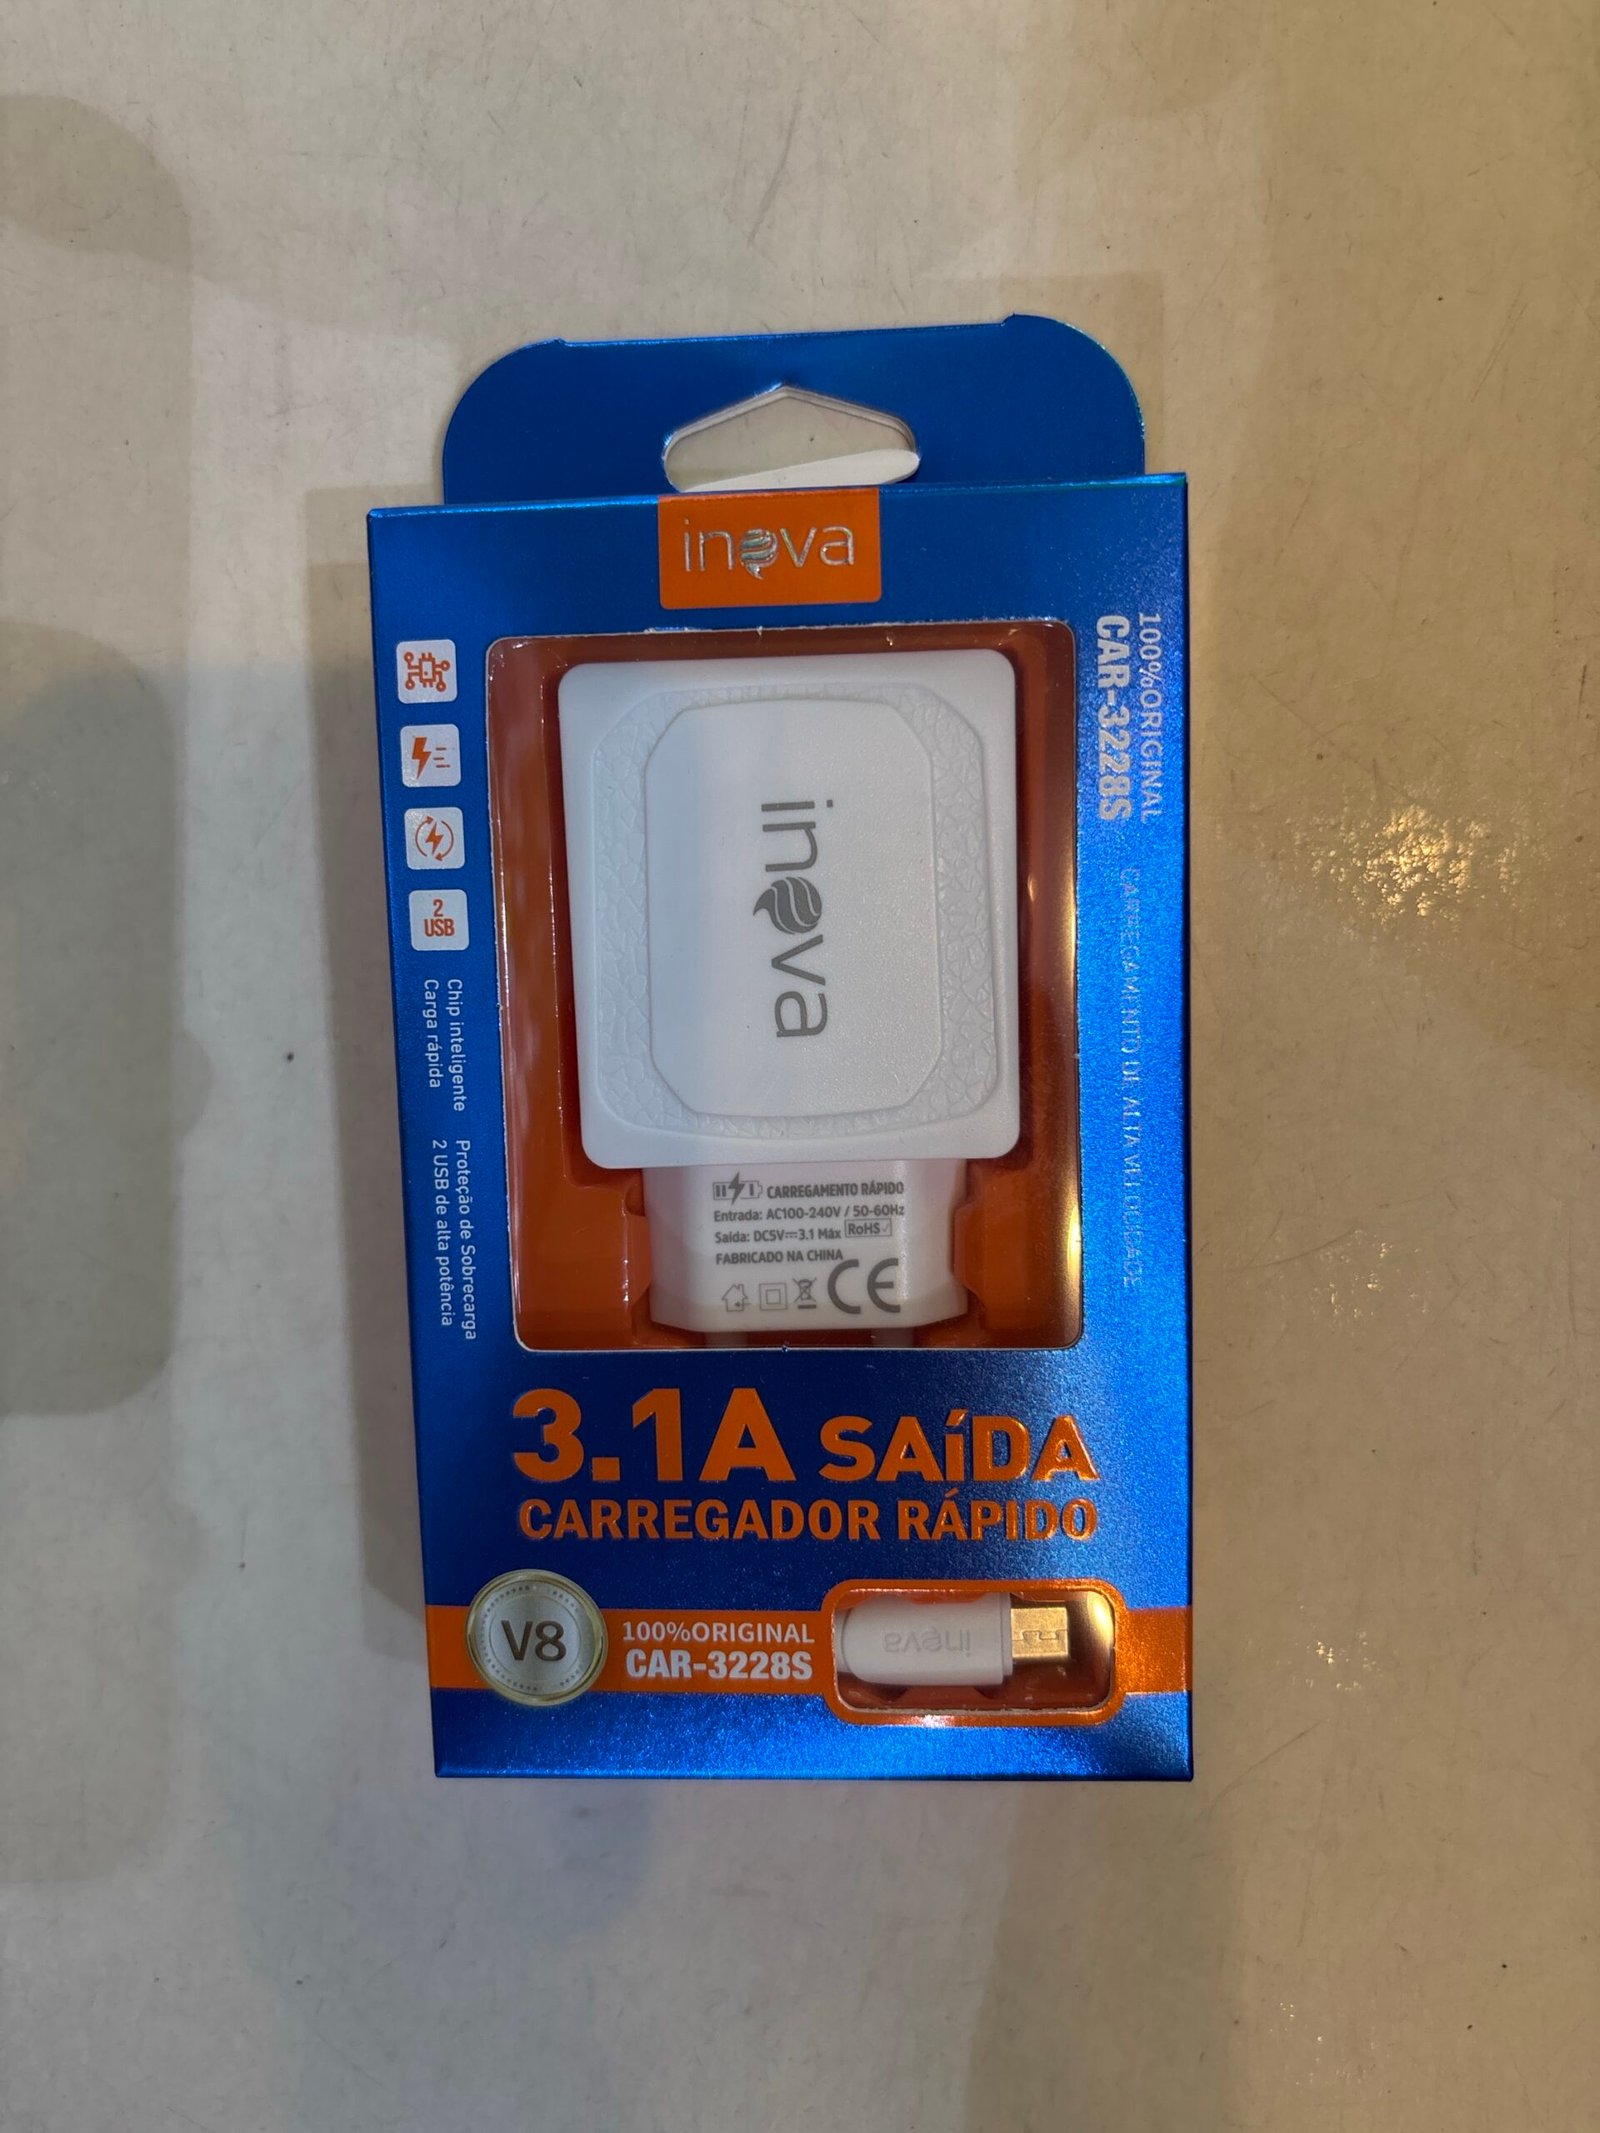 inova
100%ORIGINAL
CAR-3228S
CARREGAMENTO DE ALTA VELOCIDADE
2
USB
Chip inteligente
Carga rápida
Proteção de Sobrecarga
2 USB de alta potência
inova
CARREGAMENTO RÁPIDO
Entrada: AC100-240V / 50-60Hz
Saída: DC5V⎓3.1 Máx RoHS
FABRICADO NA CHINA
CE
3.1A SAíDA
CARREGADOR RÁPIDO
V8
100%ORIGINAL
CAR-3228S
inova